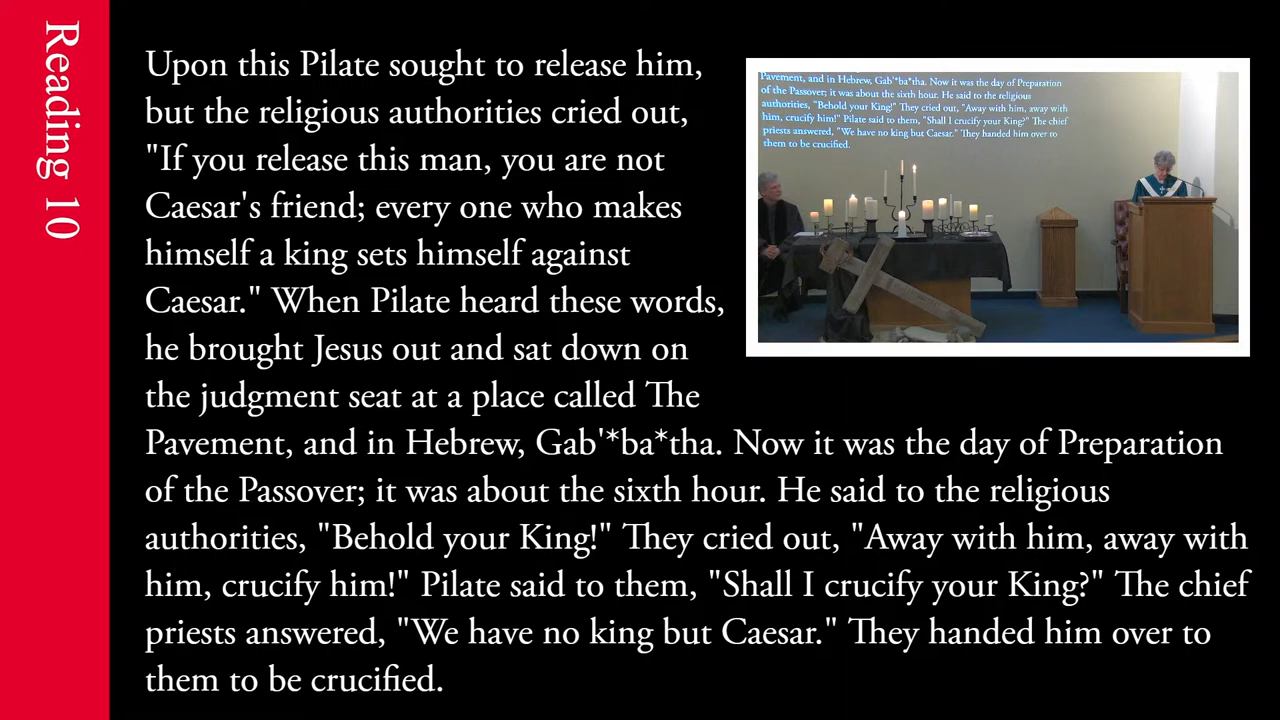 Reading 10
Upon this Pilate sought to release him,
but the religious authorities cried out,
"If you release this man, you are not
Caesar's friend; every one who makes
himself a king sets himself against
Caesar." When Pilate heard these words,
he brought Jesus out and sat down on
the judgment seat at a place called The
Pavement, and in Hebrew, Gab'*ba*tha. Now it was the day of Preparation
of the Passover; it was about the sixth hour. He said to the religious
authorities, "Behold your King!" They cried out, "Away with him, away with
him, crucify him!" Pilate said to them, "Shall I crucify your King?" The chief
priests answered, "We have no king but Caesar." They handed him over to
them to be crucified.
Pavement, and in Hebrew, Gab'*ba*tha. Now it was the day of Preparation
of the Passover; it was about the sixth hour. He said to the religious
authorities, "Behold your King!" They cried out, "Away with him, away with
him, crucify him!" Pilate said to them, "Shall I crucify your King?" The chief
priests answered, "We have no king but Caesar." They handed him over to
them to be crucified.